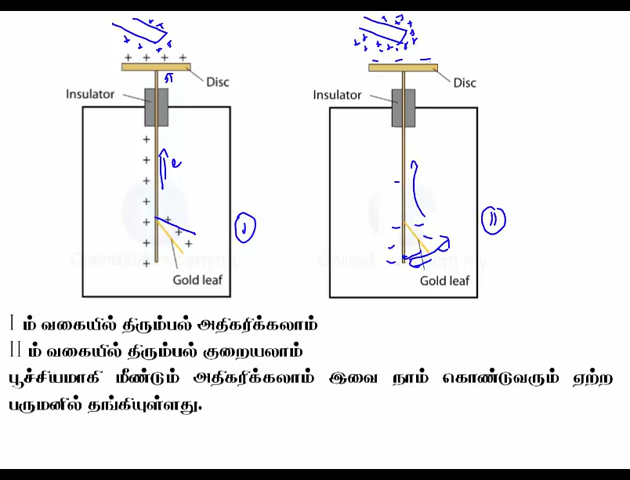 Disc
Disc
Insulator
Insulator
e
I
II
Gold leaf
Gold leaf
I ம் வகையில் திரும்பல் அதிகரிக்கலாம்
II ம் வகையில் திரும்பல் குறையலாம்
பூச்சியமாகி மீண்டும் அதிகரிக்கலாம் இவை நாம் கொண்டுவரும் ஏற்ற
பருமனில் தங்கியுள்ளது.